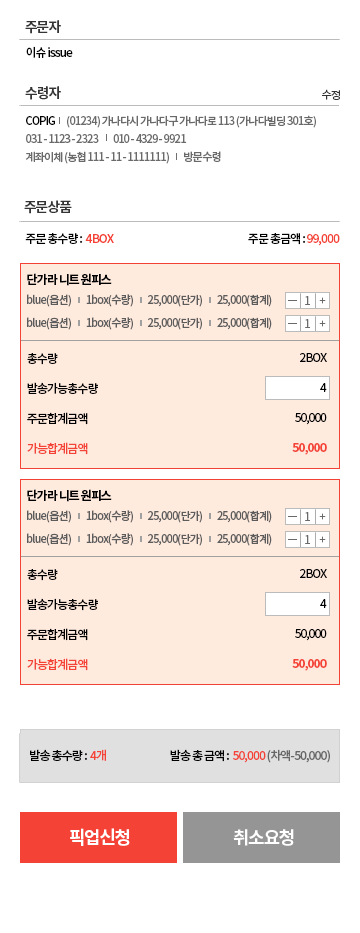 주문자
이슈 issue
수령자
수정
COPIG ı (01234) 가나다시 가나다구 가나다로 113 (가나다빌딩 301호)
031 - 1123 - 2323 ı 010 - 4329 - 9921
계좌이체 (농협 111 - 11 - 1111111) ı 방문수령
주문상품
주문 총수량 : 4BOX 주문 총금액 : 99,000
단가라 니트 원피스
blue(옵션) ı 1box(수량) ı 25,000(단가) ı 25,000(합계) — 1 +
blue(옵션) ı 1box(수량) ı 25,000(단가) ı 25,000(합계) — 1 +
총수량 2BOX
발송가능총수량 4
주문합계금액 50,000
가능합계금액 50,000
단가라 니트 원피스
blue(옵션) ı 1box(수량) ı 25,000(단가) ı 25,000(합계) — 1 +
blue(옵션) ı 1box(수량) ı 25,000(단가) ı 25,000(합계) — 1 +
총수량 2BOX
발송가능총수량 4
주문합계금액 50,000
가능합계금액 50,000
발송 총수량 : 4개 발송 총 금액 : 50,000 (차액-50,000)
픽업신청 취소요청